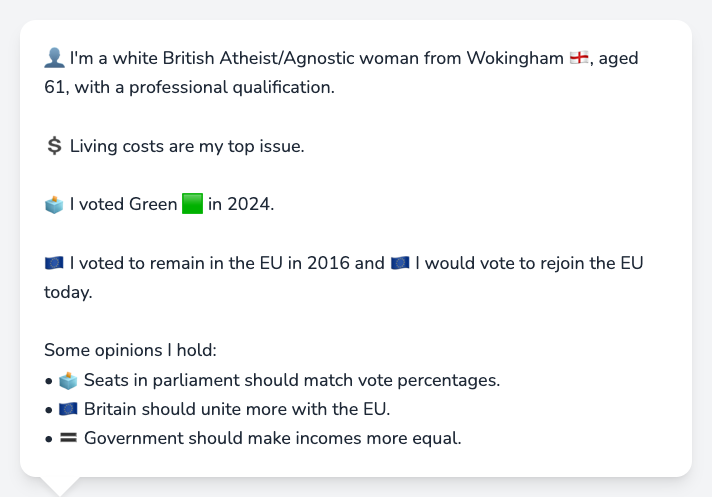 👤 I'm a white British Atheist/Agnostic woman from Wokingham 🏴󠁧󠁢󠁥󠁮󠁧󠁿, aged
61, with a professional qualification.
💲 Living costs are my top issue.
🗳️ I voted Green 🟩 in 2024.
🇪🇺 I voted to remain in the EU in 2016 and 🇪🇺 I would vote to rejoin the EU
today.
Some opinions I hold:
• 🗳️ Seats in parliament should match vote percentages.
• 🇪🇺 Britain should unite more with the EU.
• 🟰 Government should make incomes more equal.